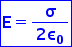 E = σ / 2ϵ₀